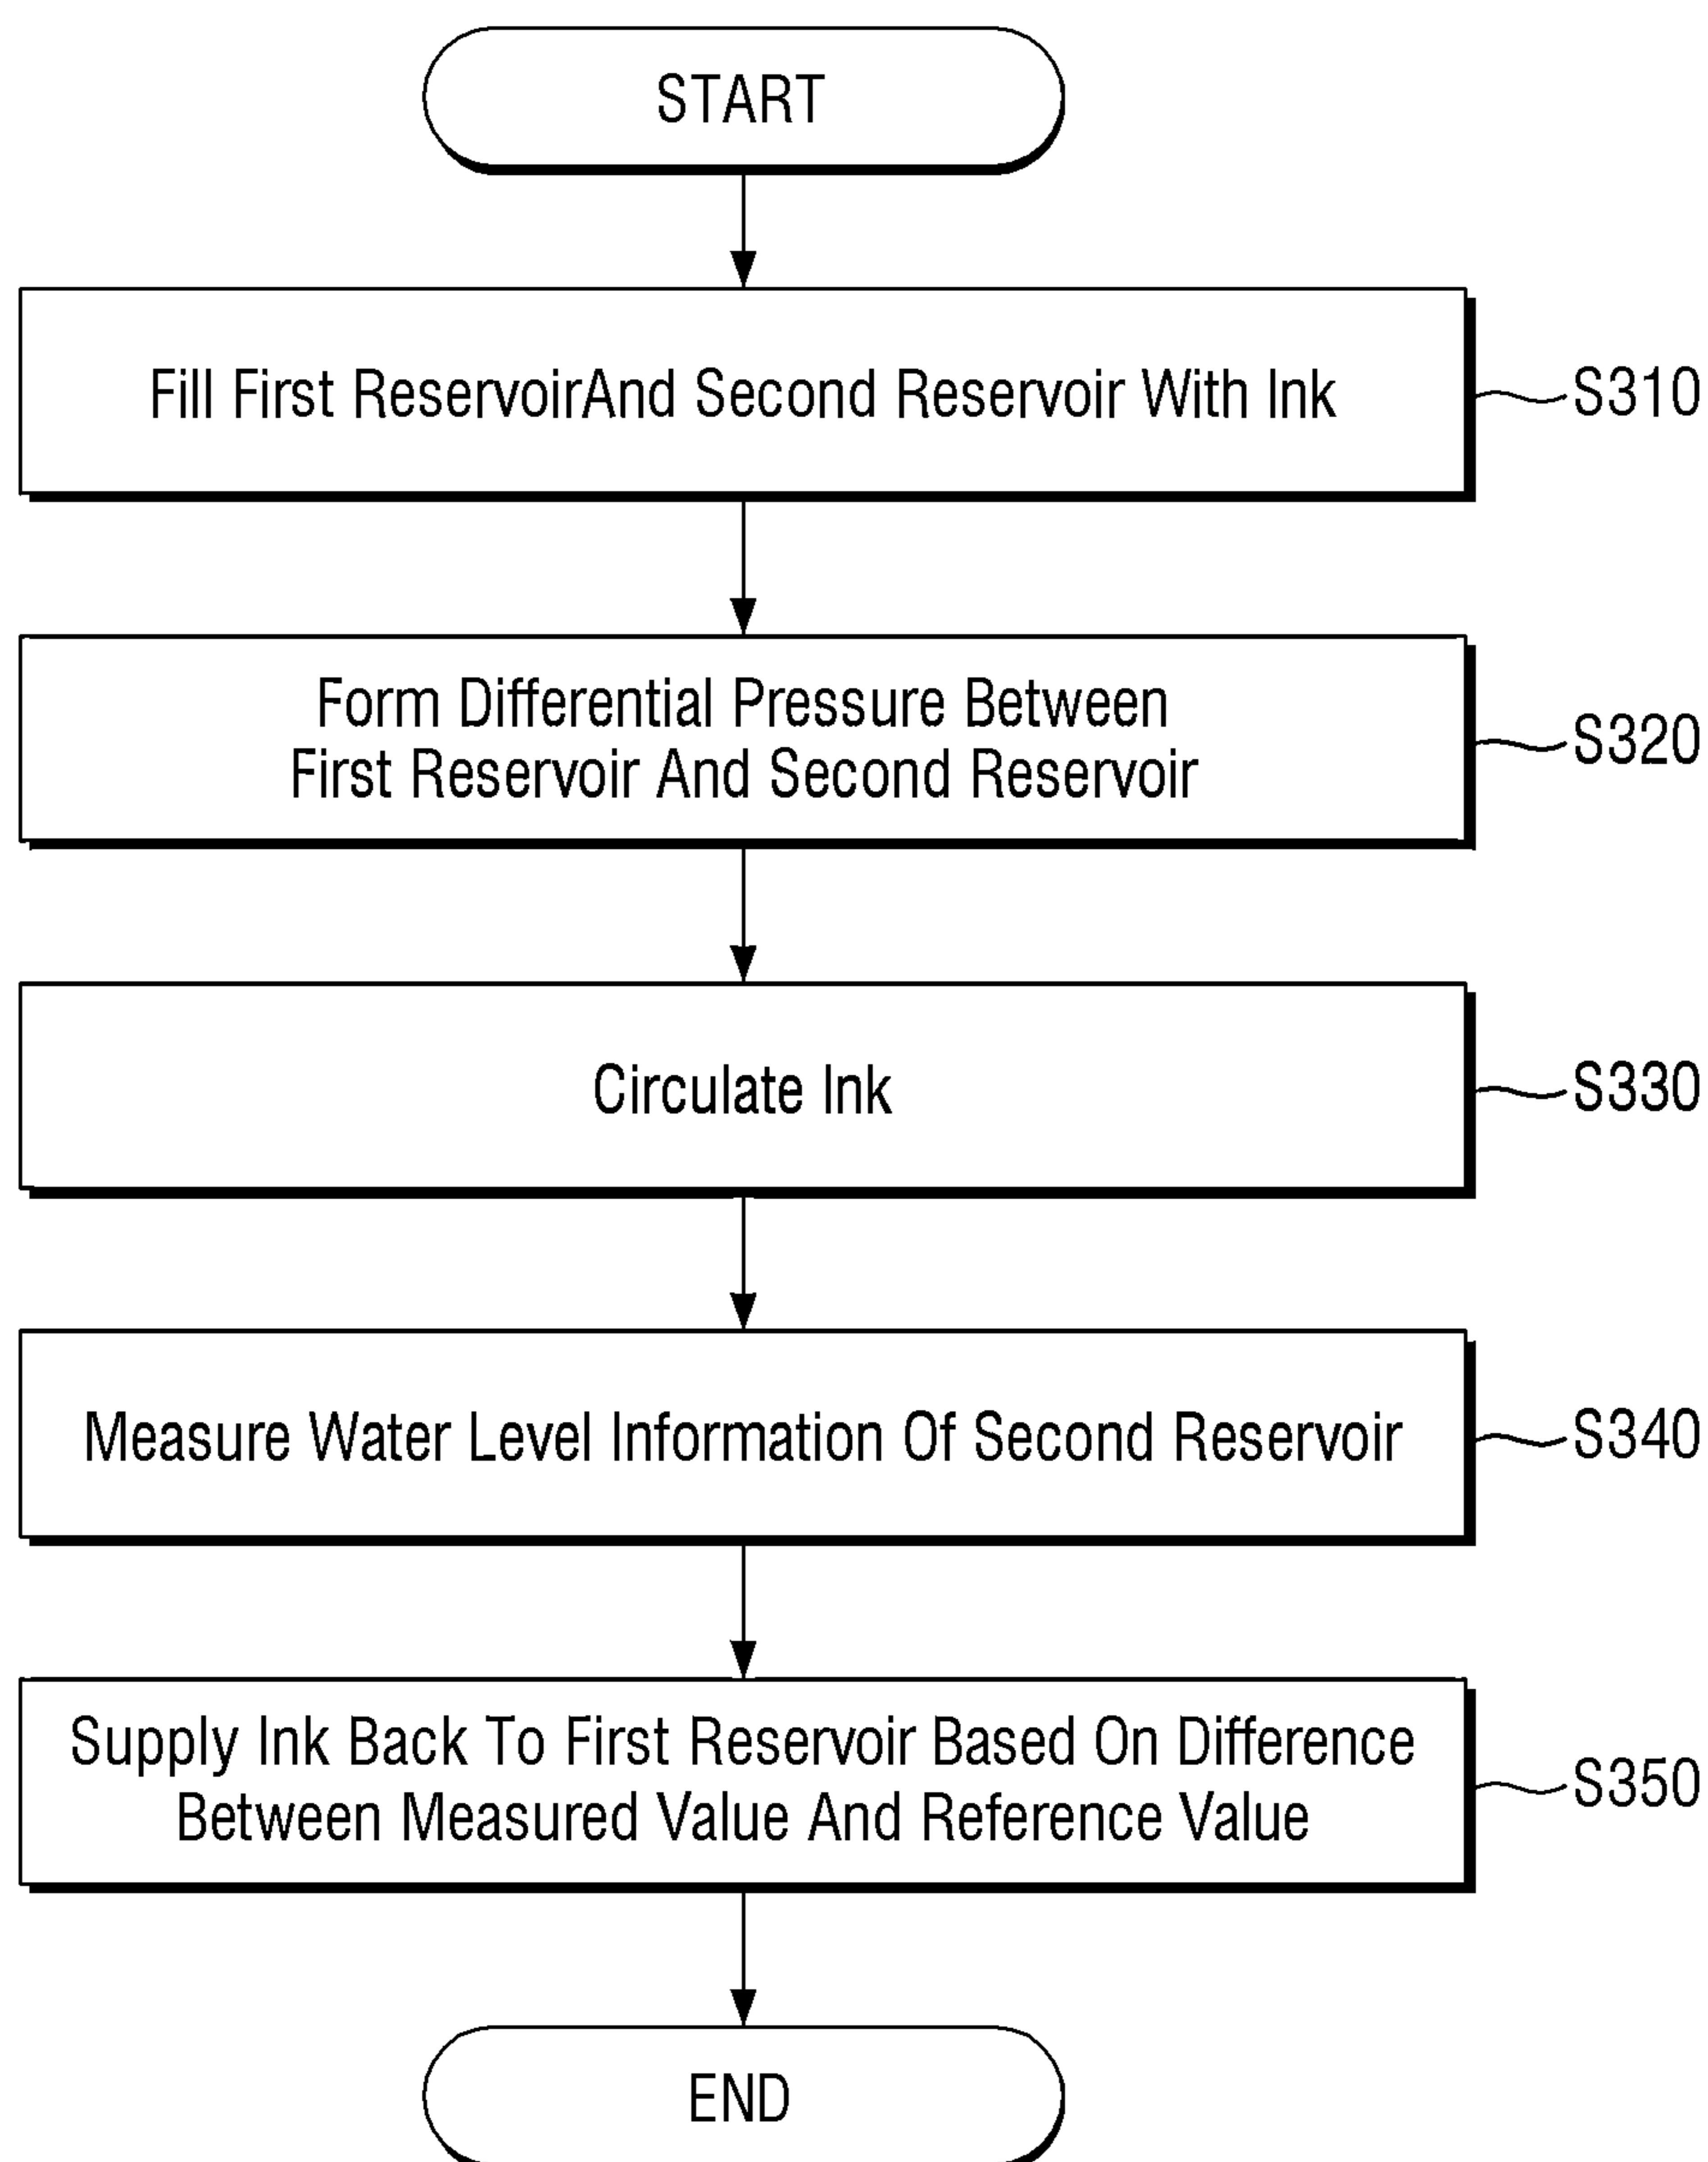 START
Fill First ReservoirAnd Second Reservoir With Ink
S310
Form Differential Pressure Between
First Reservoir And Second Reservoir
S320
Circulate Ink
S330
Measure Water Level Information Of Second Reservoir
S340
Supply Ink Back To First Reservoir Based On Difference
Between Measured Value And Reference Value
S350
END